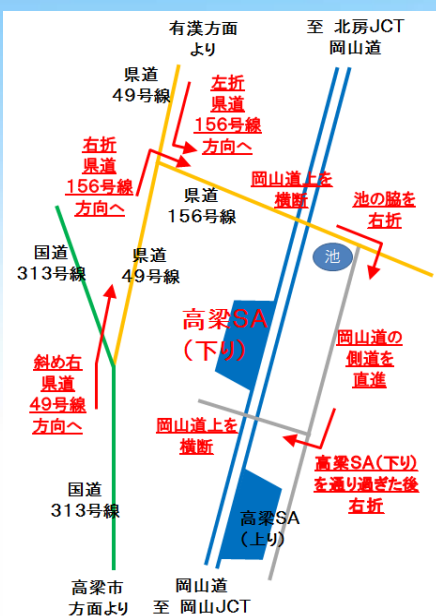 有漢方面
より
至 北房JCT
岡山道
県道
49号線
左折
県道
156号線
方向へ
右折
県道
156号線
方向へ
岡山道上を
横断
池の脇を
右折
県道
156号線
国道
313号線
県道
49号線
池
高梁SA
（下り）
岡山道の
側道を
直進
斜め右
県道
49号線
方向へ
岡山道上を
横断
高梁SA（下り）
を通り過ぎた後
右折
国道
313号線
高梁SA
（上り）
高梁市
方面より
岡山道
至 岡山JCT